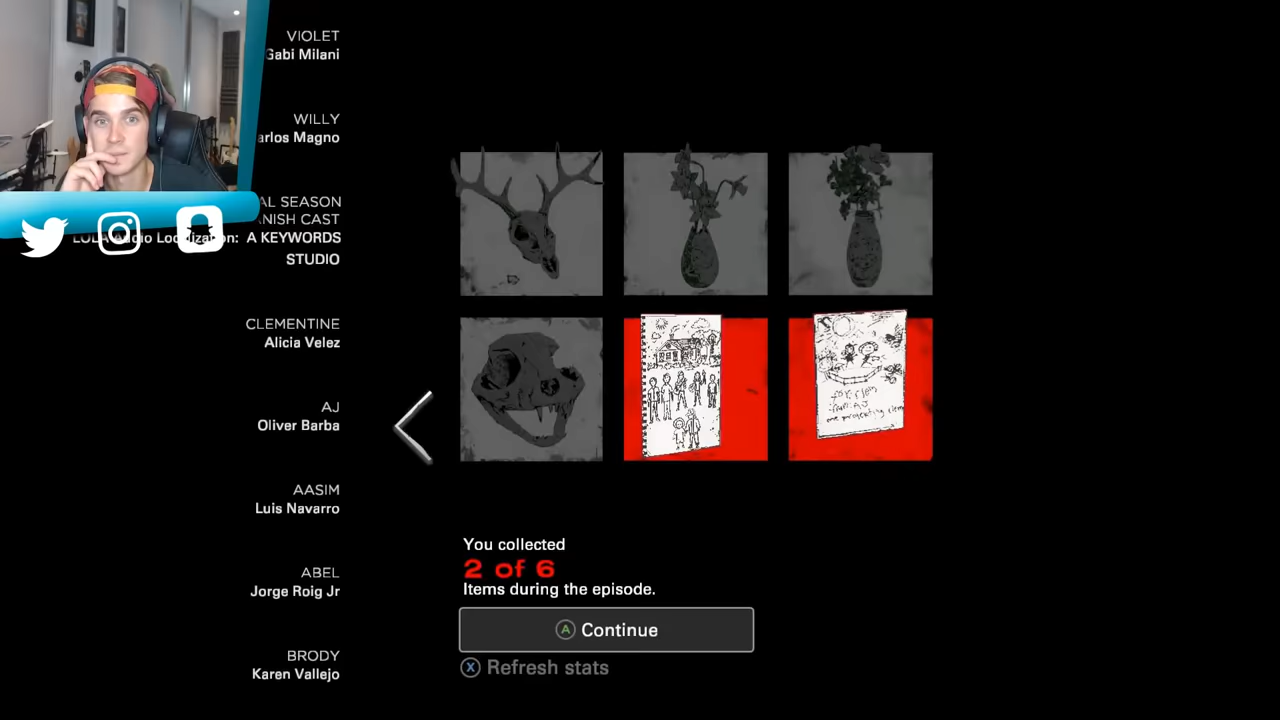 VIOLET
Gabi Milani
WILLY
arlos Magno
AL SEASON
ANISH CAST
A KEYWORDS
STUDIO
CLEMENTINE
Alicia Velez
AJ
Oliver Barba
AASIM
Luis Navarro
ABEL
Jorge Roig Jr
BRODY
Karen Vallejo
You collected
2 of 6
Items during the episode.
A Continue
X Refresh stats